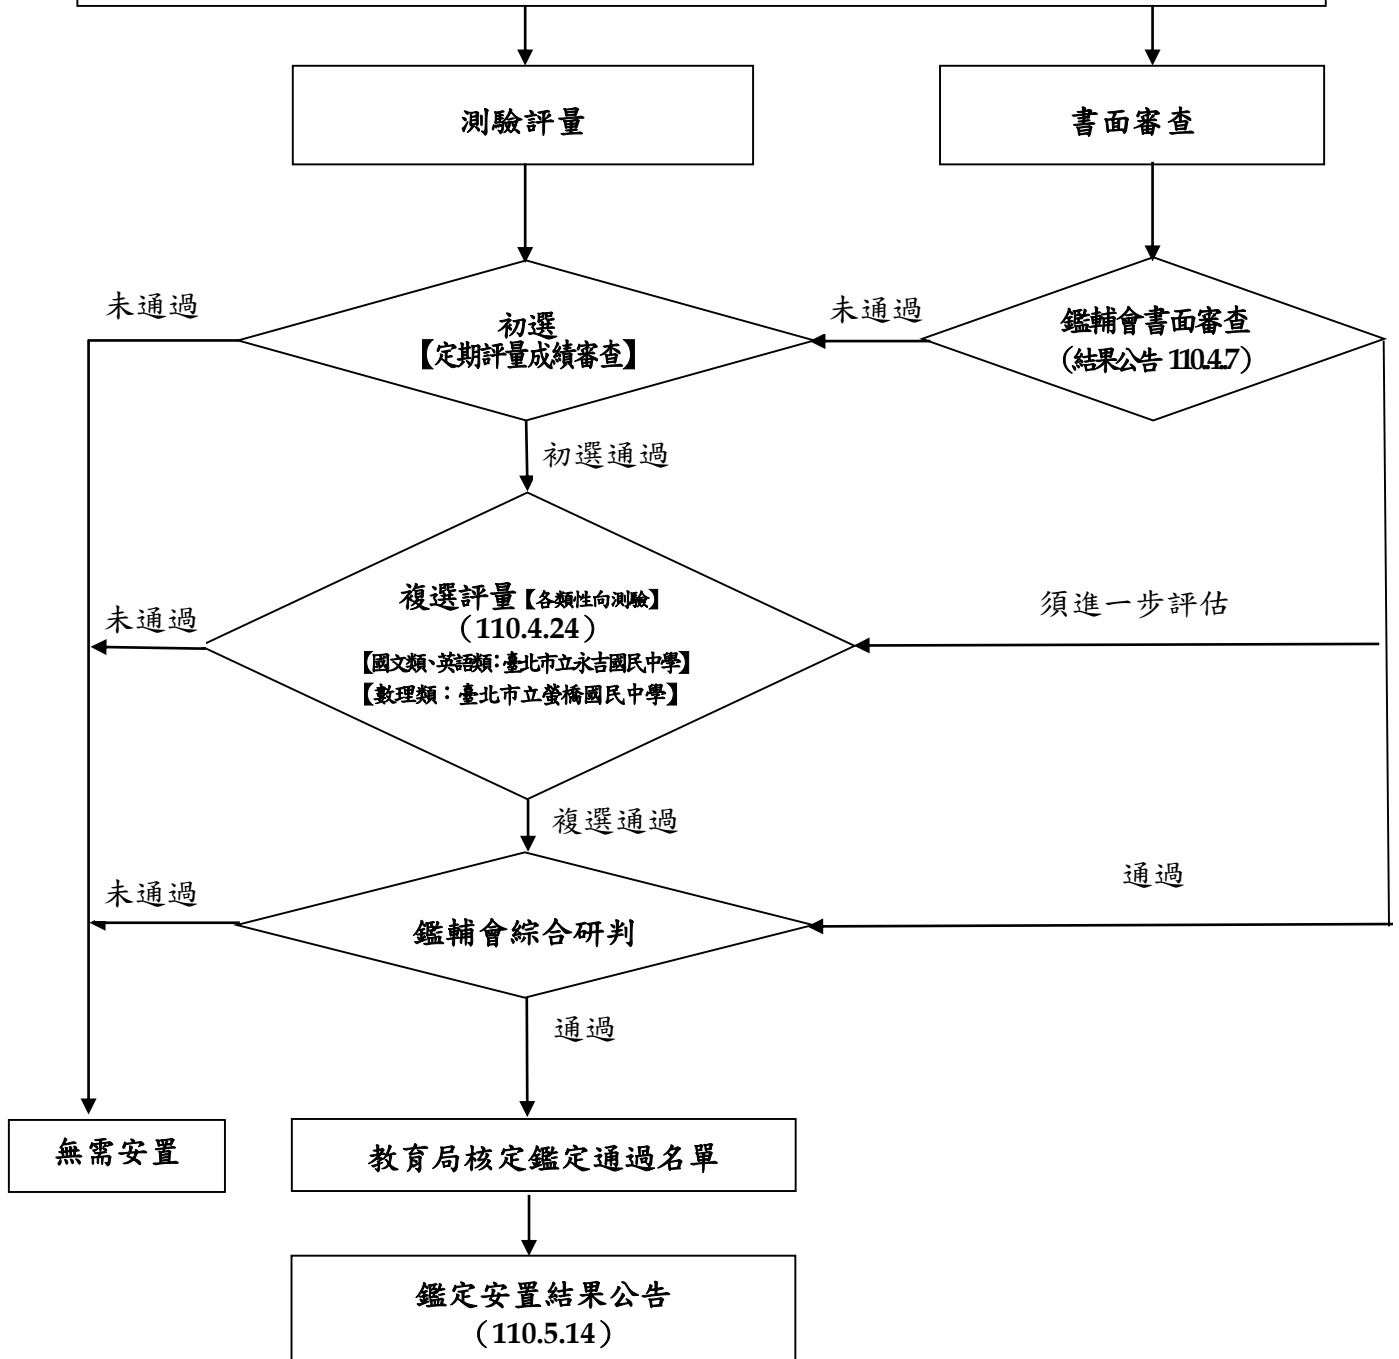 測驗評量
書面審查
未通過
初選
【定期評量成績審查】
未通過
鑑輔會書面審查
(結果公告 110.4.7)
初選通過
未通過
複選評量【各類性向測驗】
（110.4.24）
【國文類、英語類：臺北市立永吉國民中學】
【數理類：臺北市立螢橋國民中學】
須進一步評估
複選通過
未通過
鑑輔會綜合研判
通過
通過
無需安置
教育局核定鑑定通過名單
鑑定安置結果公告
（110.5.14）